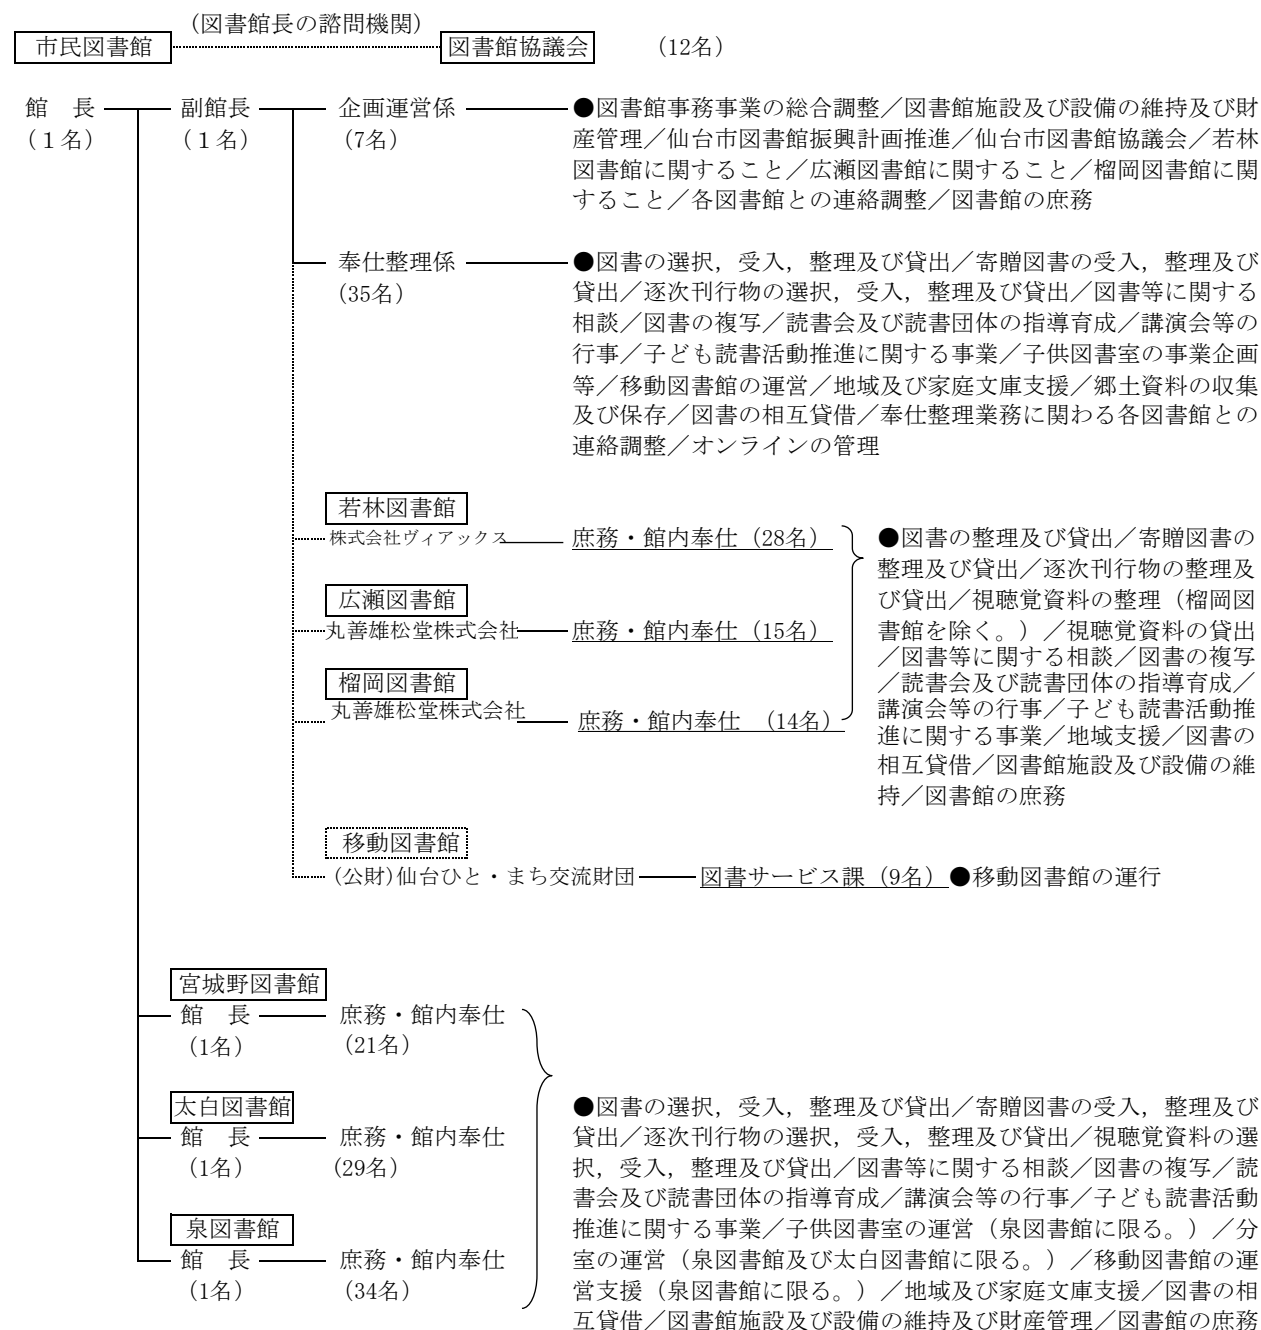 (図書館長の諮問機関)
市民図書館 図書館協議会 (12名)
館 長 副館長 企画運営係 ●図書館事務事業の総合調整／図書館施設及び設備の維持及び財
(１名) (１名) (7名) 産管理／仙台市図書館振興計画推進／仙台市図書館協議会／若林
図書館に関すること／広瀬図書館に関すること／榴岡図書館に関
すること／各図書館との連絡調整／図書館の庶務
奉仕整理係 ●図書の選択，受入，整理及び貸出／寄贈図書の受入，整理及び
(35名) 貸出／逐次刊行物の選択，受入，整理及び貸出／図書等に関する
相談／図書の複写／読書会及び読書団体の指導育成／講演会等の
行事／子ども読書活動推進に関する事業／子供図書室の事業企画
等／移動図書館の運営／地域及び家庭文庫支援／郷土資料の収集
及び保存／図書の相互貸借／奉仕整理業務に関わる各図書館との
連絡調整／オンラインの管理
若林図書館
株式会社ヴィアックス 庶務・館内奉仕 (28名)
広瀬図書館
丸善雄松堂株式会社 庶務・館内奉仕 (15名)
榴岡図書館
丸善雄松堂株式会社 庶務・館内奉仕 (14名)
●図書の整理及び貸出／寄贈図書の
整理及び貸出／逐次刊行物の整理及
び貸出／視聴覚資料の整理（榴岡図
書館を除く。）／視聴覚資料の貸出
／図書等に関する相談／図書の複写
／読書会及び読書団体の指導育成／
講演会等の行事／子ども読書活動推
進に関する事業／地域支援／図書の
相互貸借／図書館施設及び設備の維
持／図書館の庶務
移動図書館
(公財)仙台ひと・まち交流財団 図書サービス課 (9名) ●移動図書館の運行
宮城野図書館
館 長 庶務・館内奉仕
(1名) (21名)
太白図書館
館 長 庶務・館内奉仕
(1名) (29名)
泉図書館
館 長 庶務・館内奉仕
(1名) (34名)
●図書の選択，受入，整理及び貸出／寄贈図書の受入，整理及び
貸出／逐次刊行物の選択，受入，整理及び貸出／視聴覚資料の選
択，受入，整理及び貸出／図書等に関する相談／図書の複写／読
書会及び読書団体の指導育成／講演会等の行事／子ども読書活動
推進に関する事業／子供図書室の運営（泉図書館に限る。）／分
室の運営（泉図書館及び太白図書館に限る。）／移動図書館の運
営支援（泉図書館に限る。）／地域及び家庭文庫支援／図書の相
互貸借／図書館施設及び設備の維持及び財産管理／図書館の庶務